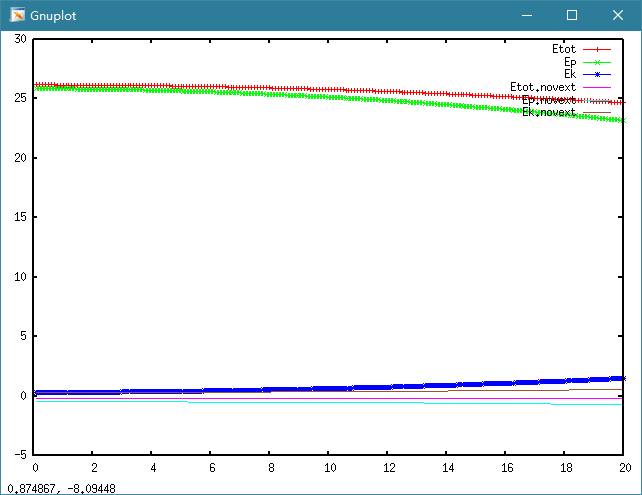 Gnuplot
30
25
20
15
10
5
0
-5
Etot
Ep
Ek
Etot.novext
Ep.novext
Ek.novext
0 2 4 6 8 10 12 14 16 18 20
0.874867, -8.09448